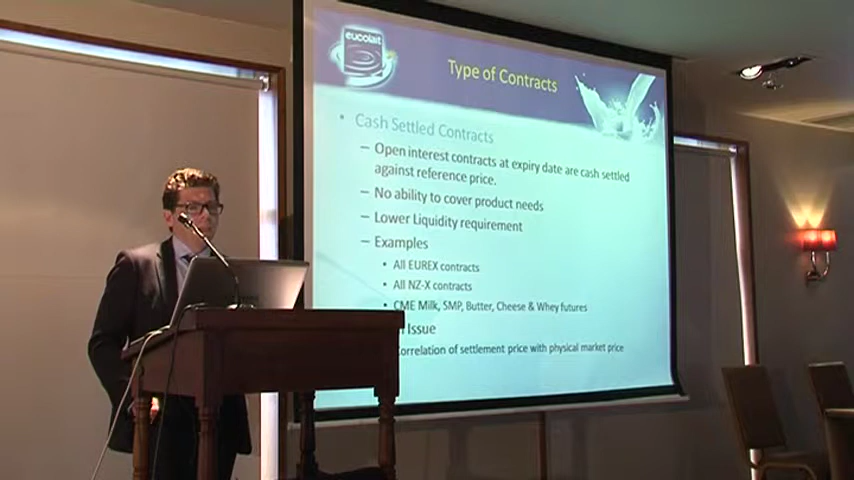 eucolait
Type of Contracts
• Cash Settled Contracts
– Open interest contracts at expiry date are cash settled
against reference price.
– No ability to cover product needs
– Lower Liquidity requirement
– Examples
• All EUREX contracts
• All NZ-X contracts
• CME Milk, SMP, Butter, Cheese & Whey futures
Issue
Correlation of settlement price with physical market price